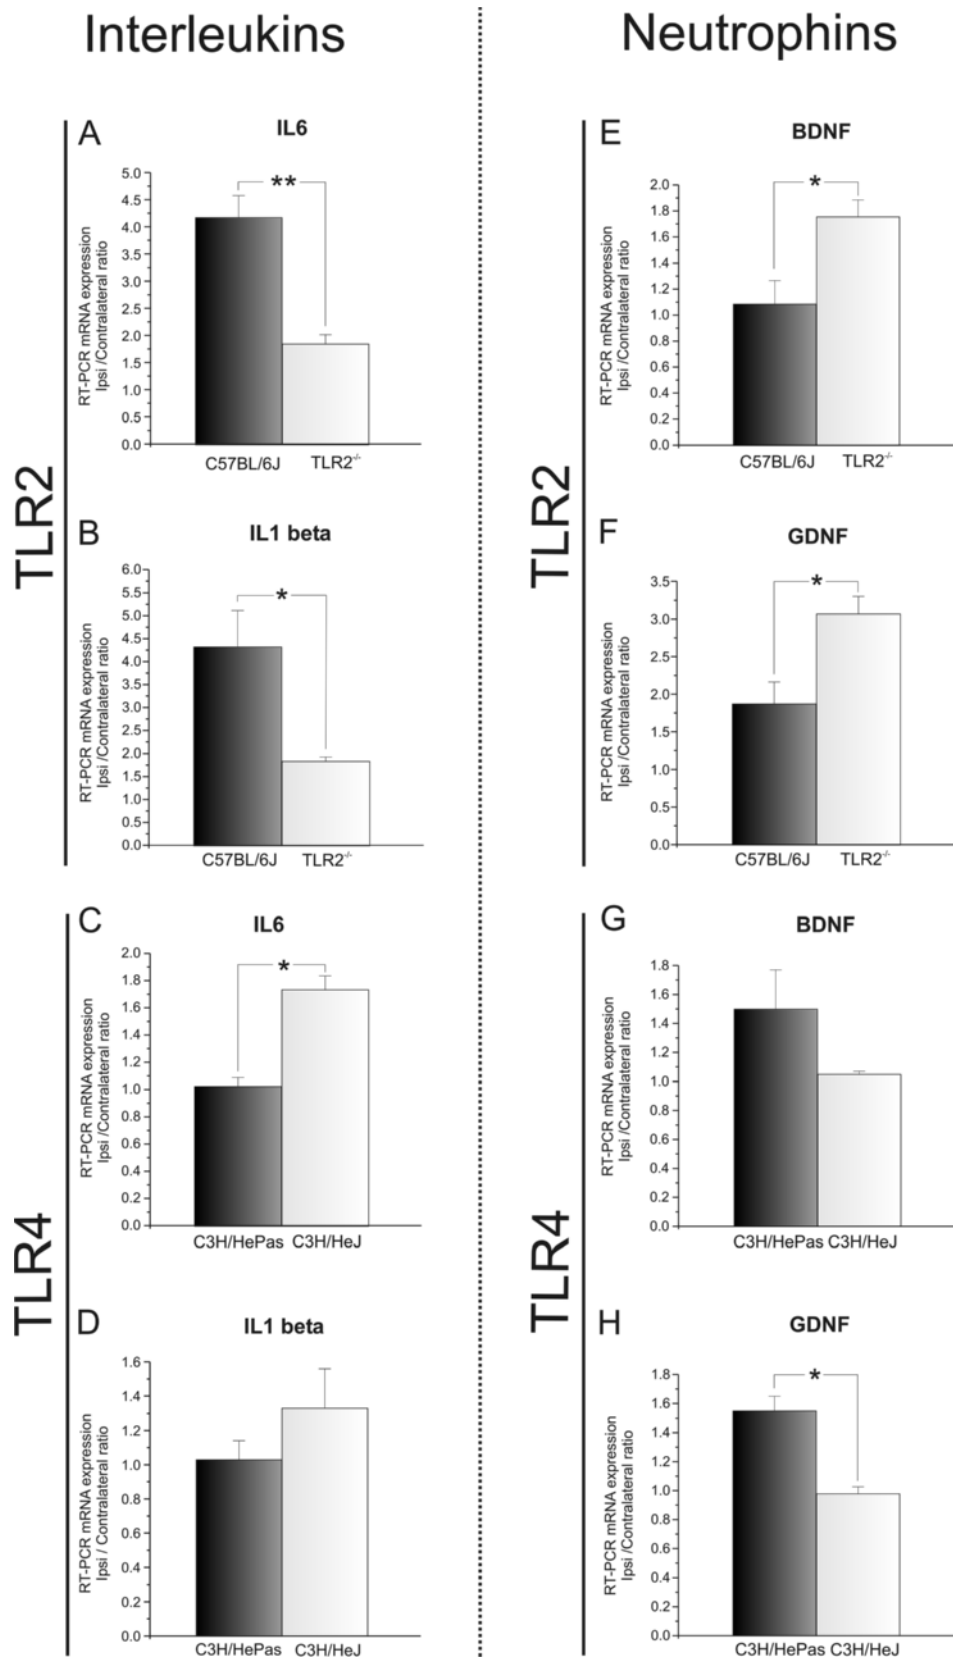 Interleukins
Neutrophins
TLR2
A
IL6
RT-PCR mRNA expression
Ipsi /Contralateral ratio
5.0
4.5
4.0
3.5
3.0
2.5
2.0
1.5
1.0
0.5
0.0
**
C57BL/6J TLR2-/-
B
IL1 beta
RT-PCR mRNA expression
Ipsi /Contralateral ratio
6.0
5.5
5.0
4.5
4.0
3.5
3.0
2.5
2.0
1.5
1.0
0.5
0.0
*
C57BL/6J TLR2-/-
TLR4
C
IL6
RT-PCR mRNA expression
Ipsi /Contralateral ratio
2.0
1.8
1.6
1.4
1.2
1.0
0.8
0.6
0.4
0.2
0.0
*
C3H/HePas C3H/HeJ
D
IL1 beta
RT-PCR mRNA expression
Ipsi / Contralateral ratio
1.6
1.4
1.2
1.0
0.8
0.6
0.4
0.2
0.0
C3H/HePas C3H/HeJ
TLR2
E
BDNF
RT-PCR mRNA expression
Ipsi /Contralateral ratio
2.0
1.8
1.6
1.4
1.2
1.0
0.8
0.6
0.4
0.2
0.0
*
C57BL/6J TLR2-/-
F
GDNF
RT-PCR mRNA expression
Ipsi /Contralateral ratio
3.5
3.0
2.5
2.0
1.5
1.0
0.5
0.0
*
C57BL/6J TLR2-/-
TLR4
G
BDNF
RT-PCR mRNA expression
Ipsi /Contralateral ratio
1.8
1.6
1.4
1.2
1.0
0.8
0.6
0.4
0.2
0.0
C3H/HePas C3H/HeJ
H
GDNF
RT-PCR mRNA expression
Ipsi /Contralateral ratio
1.8
1.6
1.4
1.2
1.0
0.8
0.6
0.4
0.2
0.0
*
C3H/HePas C3H/HeJ